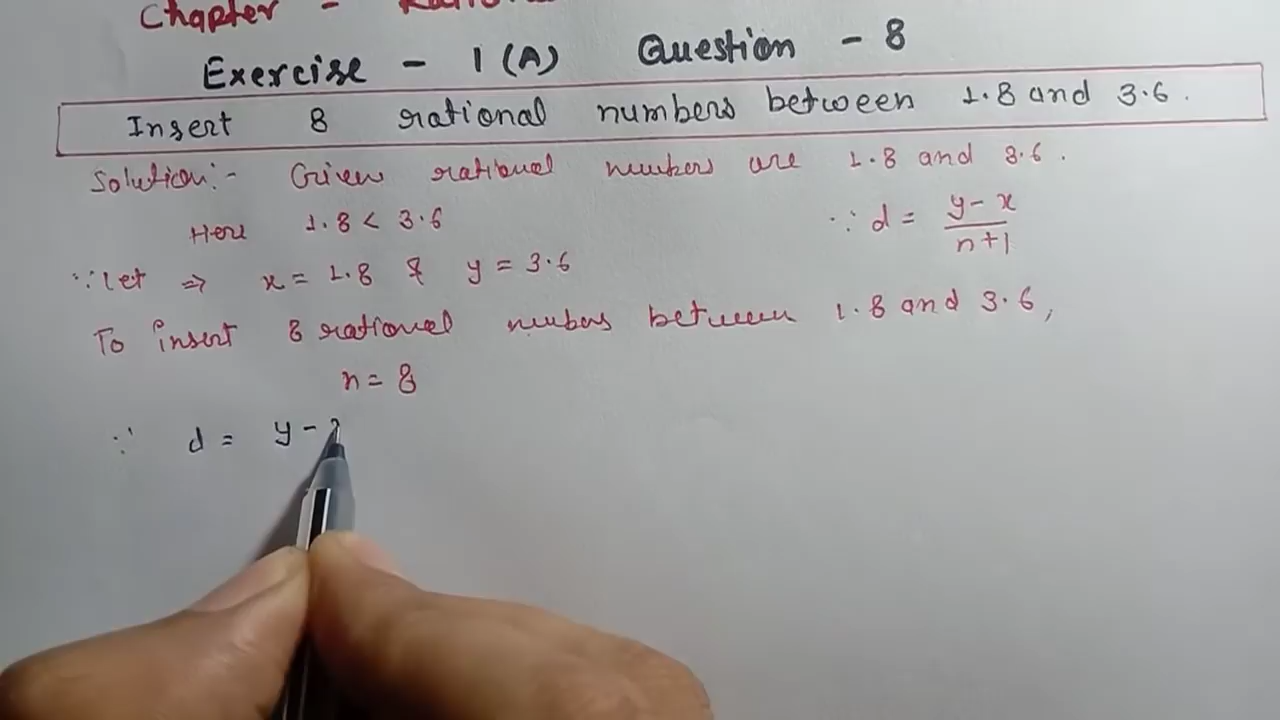 Chapter -
Exercise - 1 (A) Question - 8
Insert 8 rational numbers between 1.8 and 3.6.
Solution:- Given rational numbers are 1.8 and 3.6.
Here 1.8 < 3.6
∵ d = y - x / n + 1
∵ let ⇒ x = 1.8 & y = 3.6
To insert 8 rational numbers between 1.8 and 3.6,
n = 8
∵ d = y -